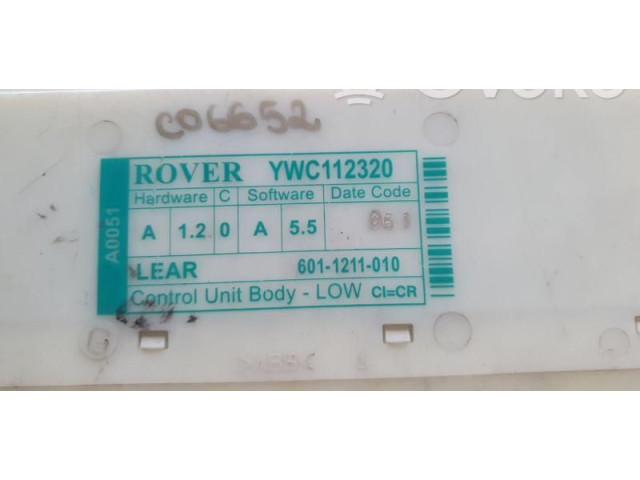 C06652
A0051
ROVER YWC112320
Hardware C Software Date Code
A 1.2 0 A 5.5
LEAR 601-1211-010
Control Unit Body - LOW CI=CR